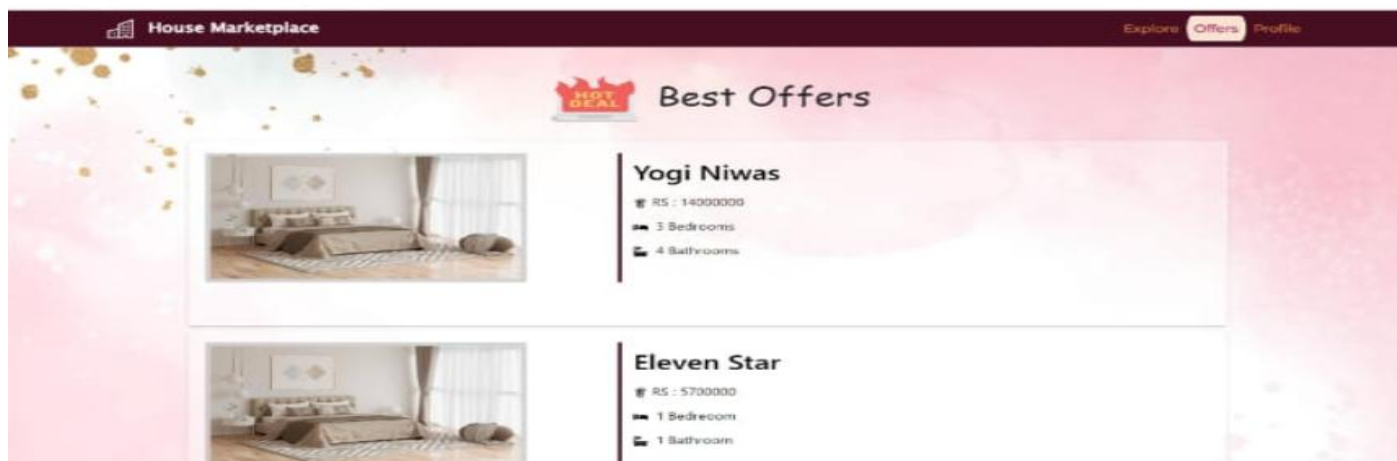 House Marketplace
Explore Offers Profile
HOT DEAL
Best Offers
Yogi Niwas
RS : 14000000
3 Bedrooms
4 Bathrooms
Eleven Star
RS : 5700000
1 Bedroom
1 Bathroom